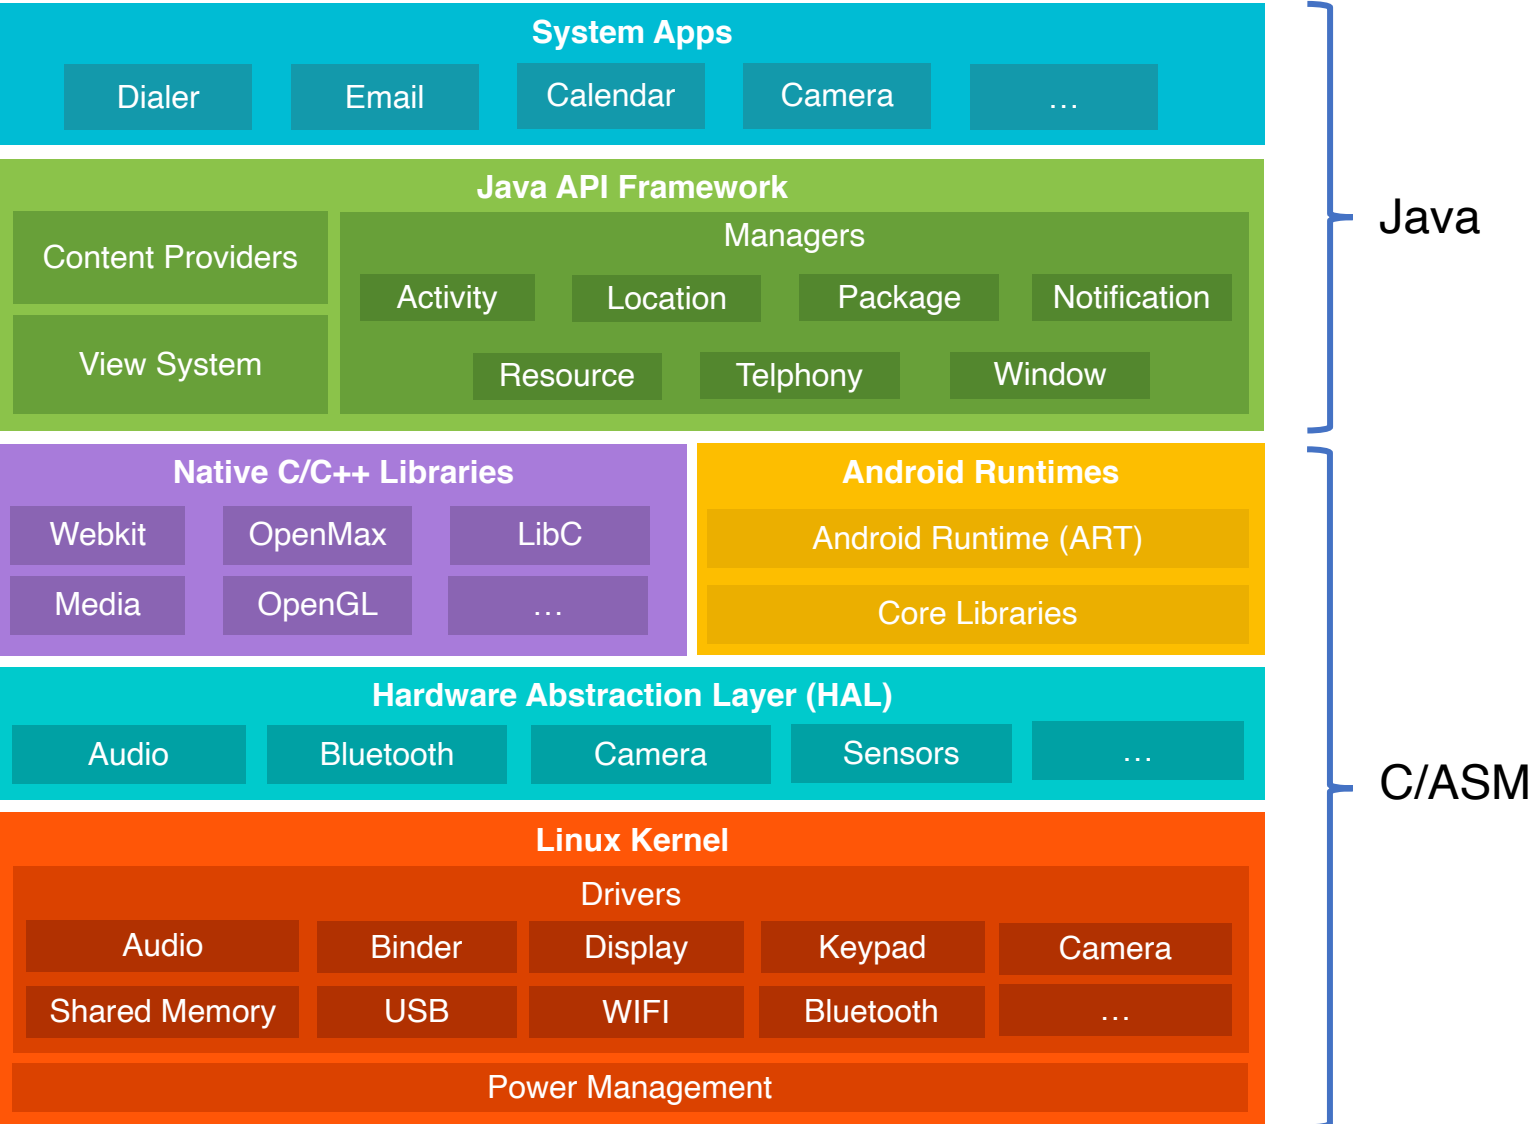 System Apps
Dialer
Email
Calendar
Camera
...
Java API Framework
Content Providers
View System
Managers
Activity
Location
Package
Notification
Resource
Telphony
Window
Java
Native C/C++ Libraries
Webkit
OpenMax
LibC
Media
OpenGL
...
Android Runtimes
Android Runtime (ART)
Core Libraries
Hardware Abstraction Layer (HAL)
Audio
Bluetooth
Camera
Sensors
...
C/ASM
Linux Kernel
Drivers
Audio
Binder
Display
Keypad
Camera
Shared Memory
USB
WIFI
Bluetooth
...
Power Management